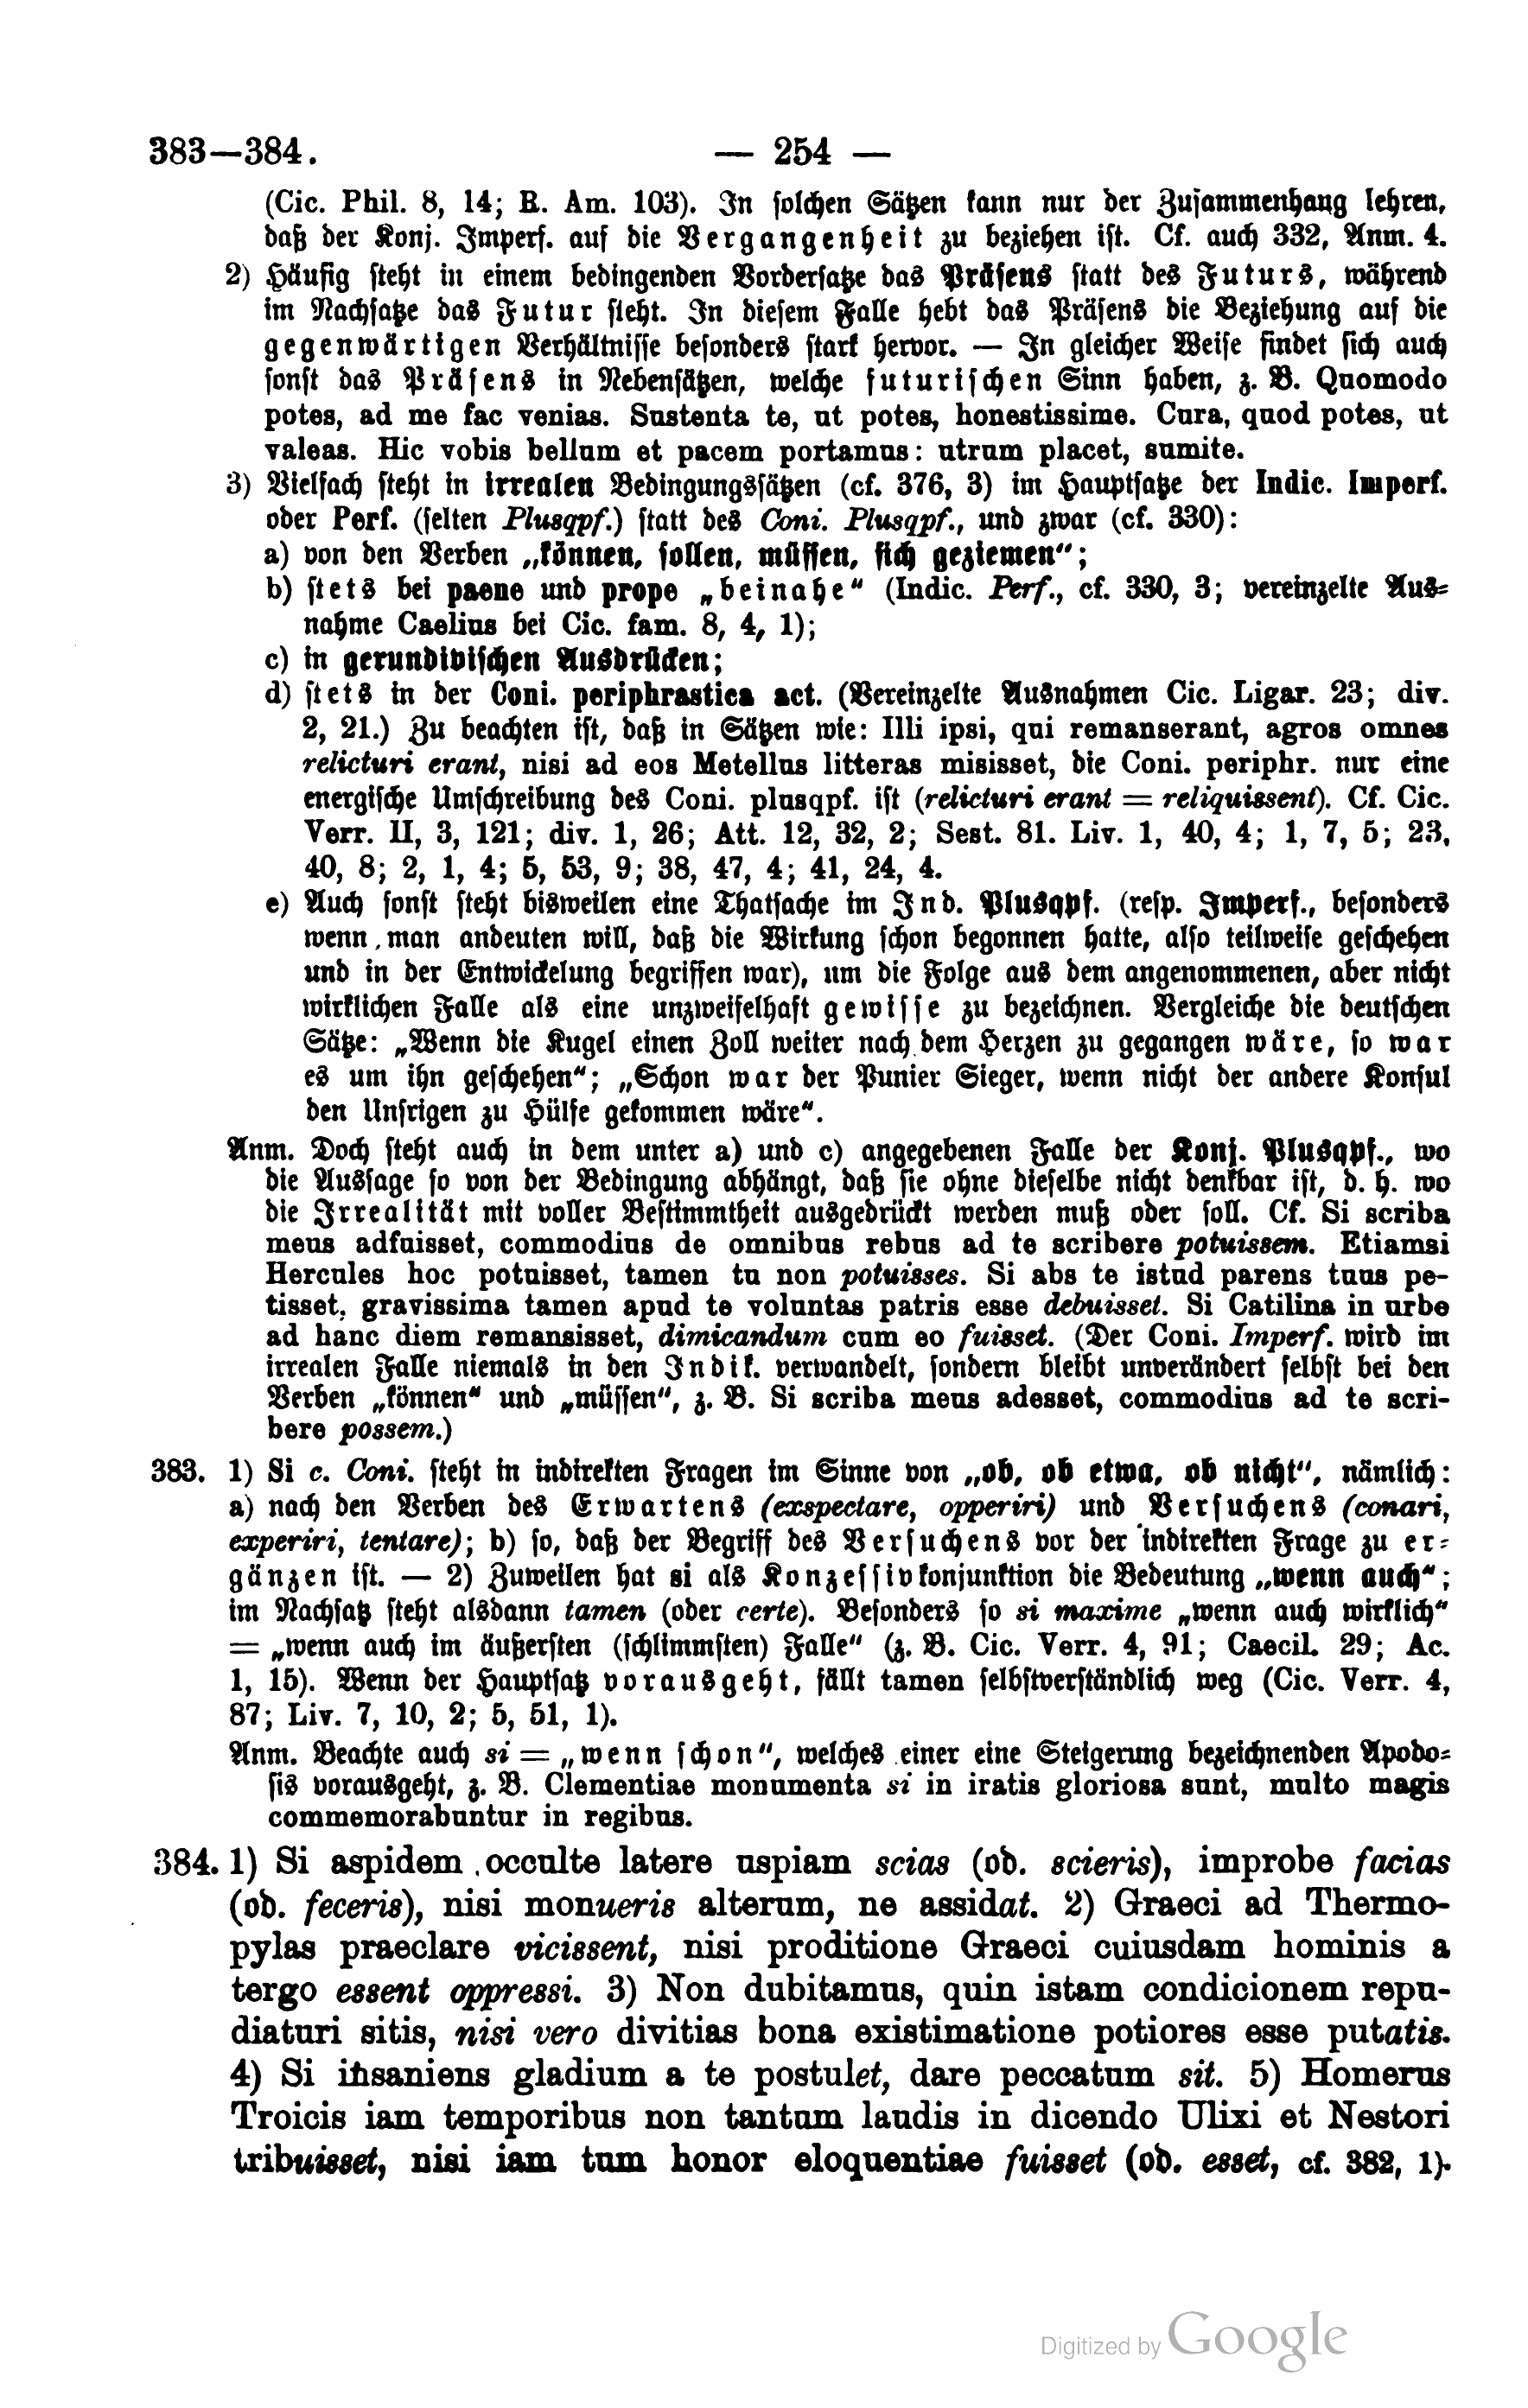 383—384. — 254 —
(Cic. Phil. 8, 14; R. Am. 103). In solchen Sätzen kann nur der Zusammenhang lehren,
daß der Konj. Imperf. auf die Vergangenheit zu beziehen ist. Cf. auch 332, Anm. 4.
2) Häufig steht in einem bedingenden Vordersatze das Präsens statt des Futurs, während
im Nachsatze das Futur steht. In diesem Falle hebt das Präsens die Beziehung auf die
gegenwärtigen Verhältnisse besonders stark hervor. — In gleicher Weise findet sich auch
sonst das Präsens in Nebensätzen, welche futurischen Sinn haben, z. B. Quomodo
potes, ad me fac venias. Sustenta te, ut potes, honestissime. Cura, quod potes, ut
valeas. Hic vobis bellum et pacem portamus: utrum placet, sumite.
3) Vielfach steht in irrealen Bedingungssätzen (cf. 376, 3) im Hauptsatze der Indic. Imperf.
oder Perf. (selten Plusqpf.) statt des Coni. Plusqpf., und zwar (cf. 330):
a) von den Verben „können, sollen, müssen, sich geziemen“;
b) stets bei paene und prope „beinahe“ (Indic. Perf., cf. 330, 3; vereinzelte Aus-
nahme Caelius bei Cic. fam. 8, 4, 1);
c) in gerundivischen Ausdrücken;
d) stets in der Coni. periphrastica act. (Vereinzelte Ausnahmen Cic. Ligar. 23; div.
2, 21.) Zu beachten ist, daß in Sätzen wie: Illi ipsi, qui remanserant, agros omnes
relicturi erant, nisi ad eos Metellus litteras misisset, die Coni. periphr. nur eine
energische Umschreibung des Coni. plusqpf. ist (relicturi erant = reliquissent). Cf. Cic.
Verr. II, 3, 121; div. 1, 26; Att. 12, 32, 2; Sest. 81. Liv. 1, 40, 4; 1, 7, 5; 23,
40, 8; 2, 1, 4; 5, 53, 9; 38, 47, 4; 41, 24, 4.
e) Auch sonst steht bisweilen eine Thatsache im Ind. Plusqpf. (resp. Imperf., besonders
wenn man andeuten will, daß die Wirkung schon begonnen hatte, also teilweise geschehen
und in der Entwickelung begriffen war), um die Folge aus dem angenommenen, aber nicht
wirklichen Falle als eine unzweifelhaft gewisse zu bezeichnen. Vergleiche die deutschen
Sätze: „Wenn die Kugel einen Zoll weiter nach dem Herzen zu gegangen wäre, so war
es um ihn geschehen“; „Schon war der Punier Sieger, wenn nicht der andere Konsul
den Unsrigen zu Hülfe gekommen wäre“.
Anm. Doch steht auch in dem unter a) und c) angegebenen Falle der Konj. Plusqpf., wo
die Aussage so von der Bedingung abhängt, daß sie ohne dieselbe nicht denkbar ist, d. h. wo
die Irrealität mit voller Bestimmtheit ausgedrückt werden muß oder soll. Cf. Si scriba
meus adfuisset, commodius de omnibus rebus ad te scribere potuissem. Etiamsi
Hercules hoc potuisset, tamen tu non potuisses. Si abs te istud parens tuus pe-
tisset, gravissima tamen apud te voluntas patris esse debuisset. Si Catilina in urbe
ad hanc diem remansisset, dimicandum cum eo fuisset. (Der Coni. Imperf. wird im
irrealen Falle niemals in den Indik. verwandelt, sondern bleibt unverändert selbst bei den
Verben „können“ und „müssen“, z. B. Si scriba meus adesset, commodius ad te scri-
bere possem.)
383. 1) Si c. Coni. steht in indirekten Fragen im Sinne von „ob, ob etwa, ob nicht“, nämlich:
a) nach den Verben des Erwartens (exspectare, opperiri) und Versuchens (conari,
experiri, tentare); b) so, daß der Begriff des Versuchens vor der indirekten Frage zu er-
gänzen ist. — 2) Zuweilen hat si als Konzessivkonjunktion die Bedeutung „wenn auch“;
im Nachsatz steht alsdann tamen (oder certe). Besonders so si maxime „wenn auch wirklich“
= „wenn auch im äußersten (schlimmsten) Falle“ (z. B. Cic. Verr. 4, 91; Caecil. 29; Ac.
1, 15). Wenn der Hauptsatz vorausgeht, fällt tamen selbstverständlich weg (Cic. Verr. 4,
87; Liv. 7, 10, 2; 5, 51, 1).
Anm. Beachte auch si = „wenn schon“, welches einer eine Steigerung bezeichnenden Apodo-
sis vorausgeht, z. B. Clementiae monumenta si in iratis gloriosa sunt, multo magis
commemorabuntur in regibus.
384. 1) Si aspidem occulte latere uspiam scias (od. scieris), improbe facias
(od. feceris), nisi monueris alterum, ne assidat. 2) Graeci ad Thermo-
pylas praeclare vicissent, nisi proditione Graeci cuiusdam hominis a
tergo essent oppressi. 3) Non dubitamus, quin istam condicionem repu-
diaturi sitis, nisi vero divitias bona existimatione potiores esse putatis.
4) Si insaniens gladium a te postulet, dare peccatum sit. 5) Homerus
Troicis iam temporibus non tantum laudis in dicendo Ulixi et Nestori
tribuisset, nisi iam tum honor eloquentiae fuisset (od. esset, cf. 382, 1).
Digitized by Google